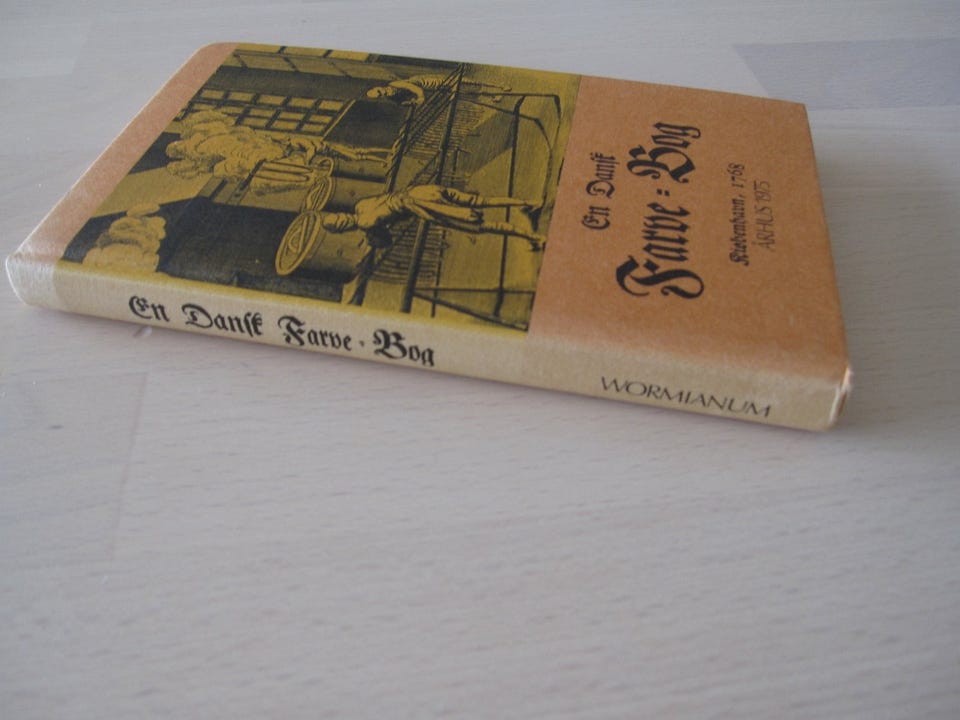 En Dansk
Farve=Bog
Kiøbenhavn, 1768
ÅRHUS 1975
En Dansk Farve-Bog WORMIANUM